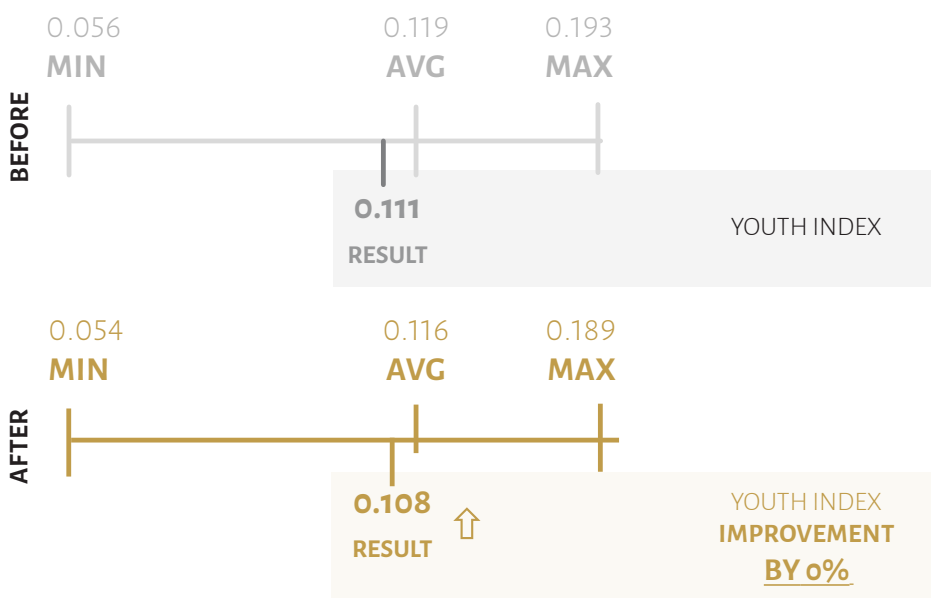 0.056 0.119 0.193
MIN AVG MAX
BEFORE
0.111
RESULT
YOUTH INDEX
0.054 0.116 0.189
MIN AVG MAX
AFTER
0.108
RESULT
YOUTH INDEX
IMPROVEMENT
BY 0%